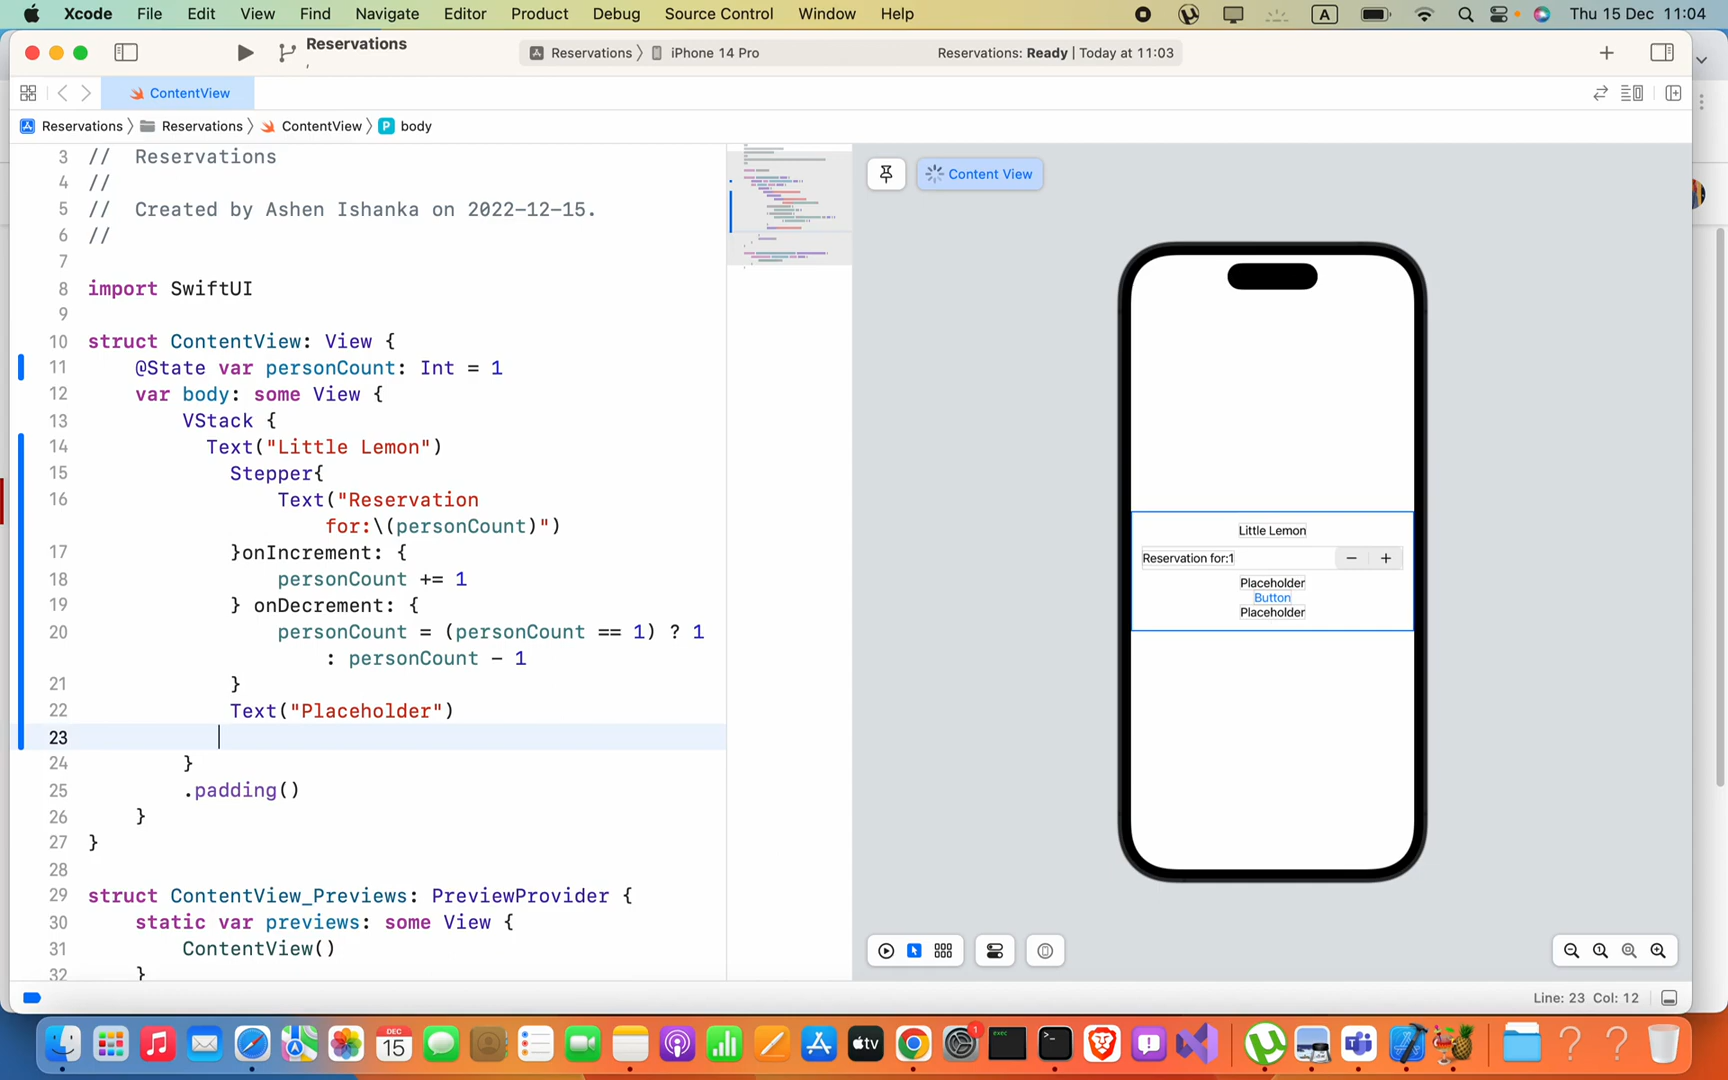 Xcode File Edit View Find Navigate Editor Product Debug Source Control Window Help A Thu 15 Dec 11:04
Reservations
Reservations 〉 iPhone 14 Pro Reservations: Ready | Today at 11:03
ContentView
Reservations 〉 Reservations 〉 ContentView 〉 P body
3 // Reservations
4 //
5 // Created by Ashen Ishanka on 2022-12-15.
6 //
7
8 import SwiftUI
9
10 struct ContentView: View {
11 @State var personCount: Int = 1
12 var body: some View {
13 VStack {
14 Text("Little Lemon")
15 Stepper{
16 Text("Reservation
for:\(personCount)")
17 }onIncrement: {
18 personCount += 1
19 } onDecrement: {
20 personCount = (personCount == 1) ? 1
: personCount - 1
21 }
22 Text("Placeholder")
23
24 }
25 .padding()
26 }
27 }
28
29 struct ContentView_Previews: PreviewProvider {
30 static var previews: some View {
31 ContentView()
32 }
Content View
Little Lemon
Reservation for:1 − +
Placeholder
Button
Placeholder
Line: 23 Col: 12
DEC
15
tv
1
exec